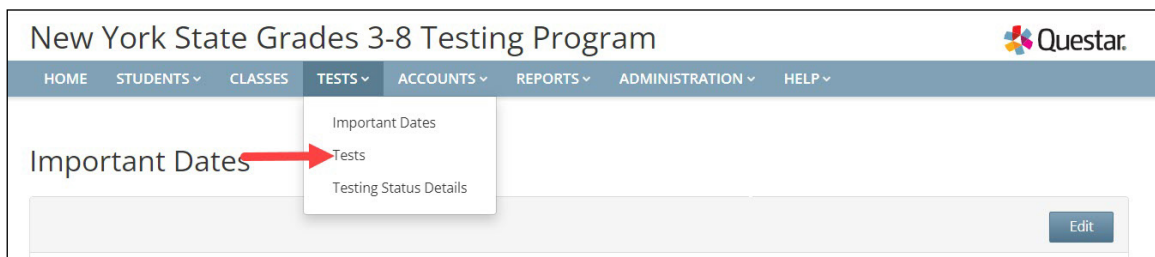 New York State Grades 3-8 Testing Program
Questar.
HOME STUDENTS CLASSES TESTS ACCOUNTS REPORTS ADMINISTRATION HELP
Important Dates
Tests
Testing Status Details
Important Dates
Edit